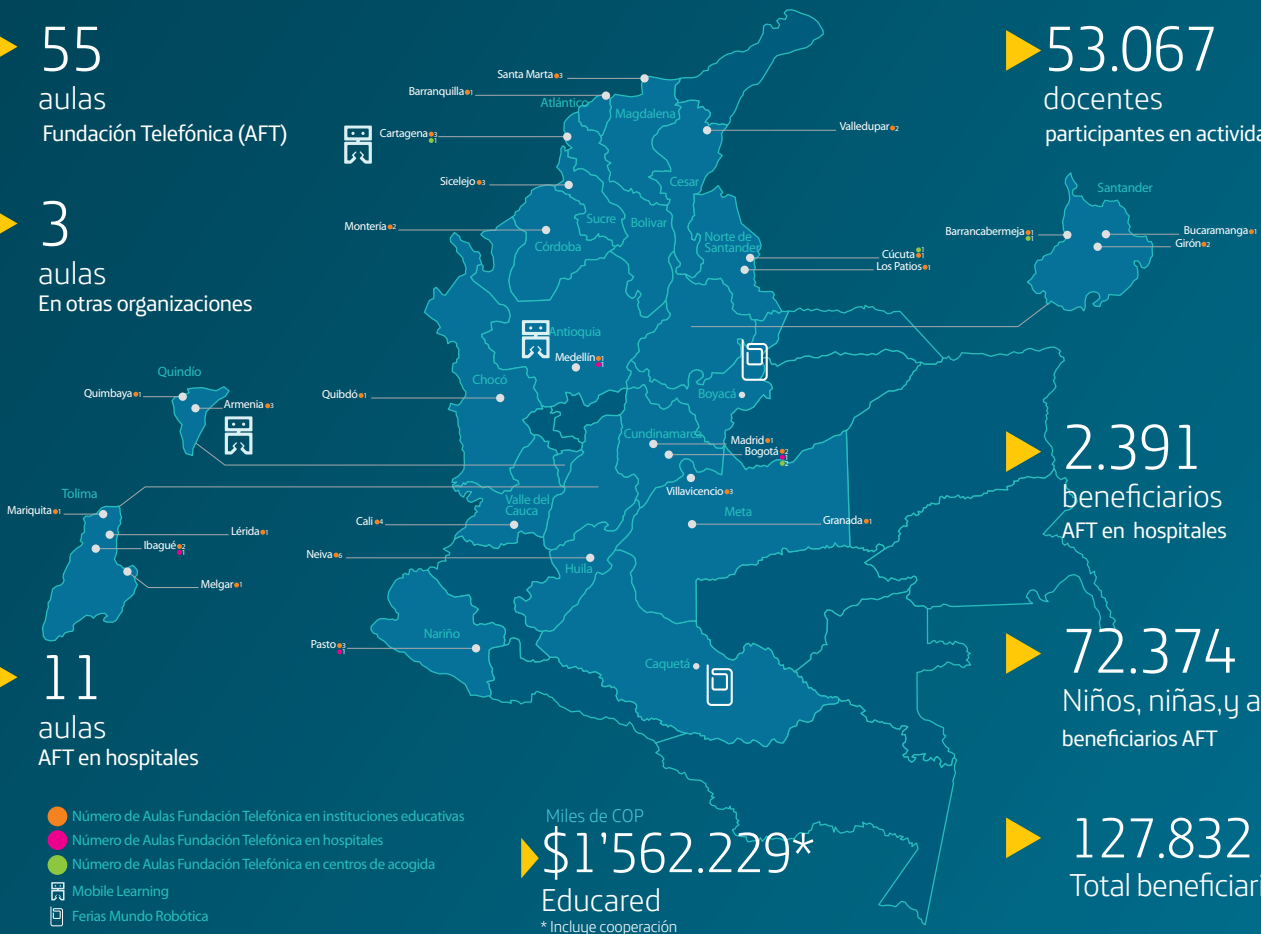 55
aulas
Fundación Telefónica (AFT)
3
aulas
En otras organizaciones
53.067
docentes
participantes en activida
Santa Marta 3
Barranquilla 1
Atlántico
Magdalena
Cartagena 3
1
Valledupar 2
Sicelejo 3
Cesar
Santander
Montería 2
Sucre
Bolivar
Córdoba
Norte de
Santander
Barrancabermeja 1
1
Bucaramanga 1
Girón 2
1
Cúcuta 1
Los Patios 1
Antioquia
Medellín 1
1
Quindío
Quimbaya 1
Armenia 3
Quibdó 1
Chocó
Boyacá
Cundinamarca
Madrid 1
Bogotá 2
1
2
2.391
beneficiarios
AFT en hospitales
Tolima
Mariquita 1
Lérida 1
Ibagué 2
1
Melgar 1
Valle del
Cauca
Villavicencio 3
Meta
Cali 4
Granada 1
Neiva 6
Huila
Pasto 3
1
Nariño
Caquetá
11
aulas
AFT en hospitales
72.374
Niños, niñas,y a
beneficiarios AFT
Número de Aulas Fundación Telefónica en instituciones educativas
Número de Aulas Fundación Telefónica en hospitales
Número de Aulas Fundación Telefónica en centros de acogida
Mobile Learning
Ferias Mundo Robótica
Miles de COP
$1’562.229*
Educared
* Incluye cooperación
127.832
Total beneficiari